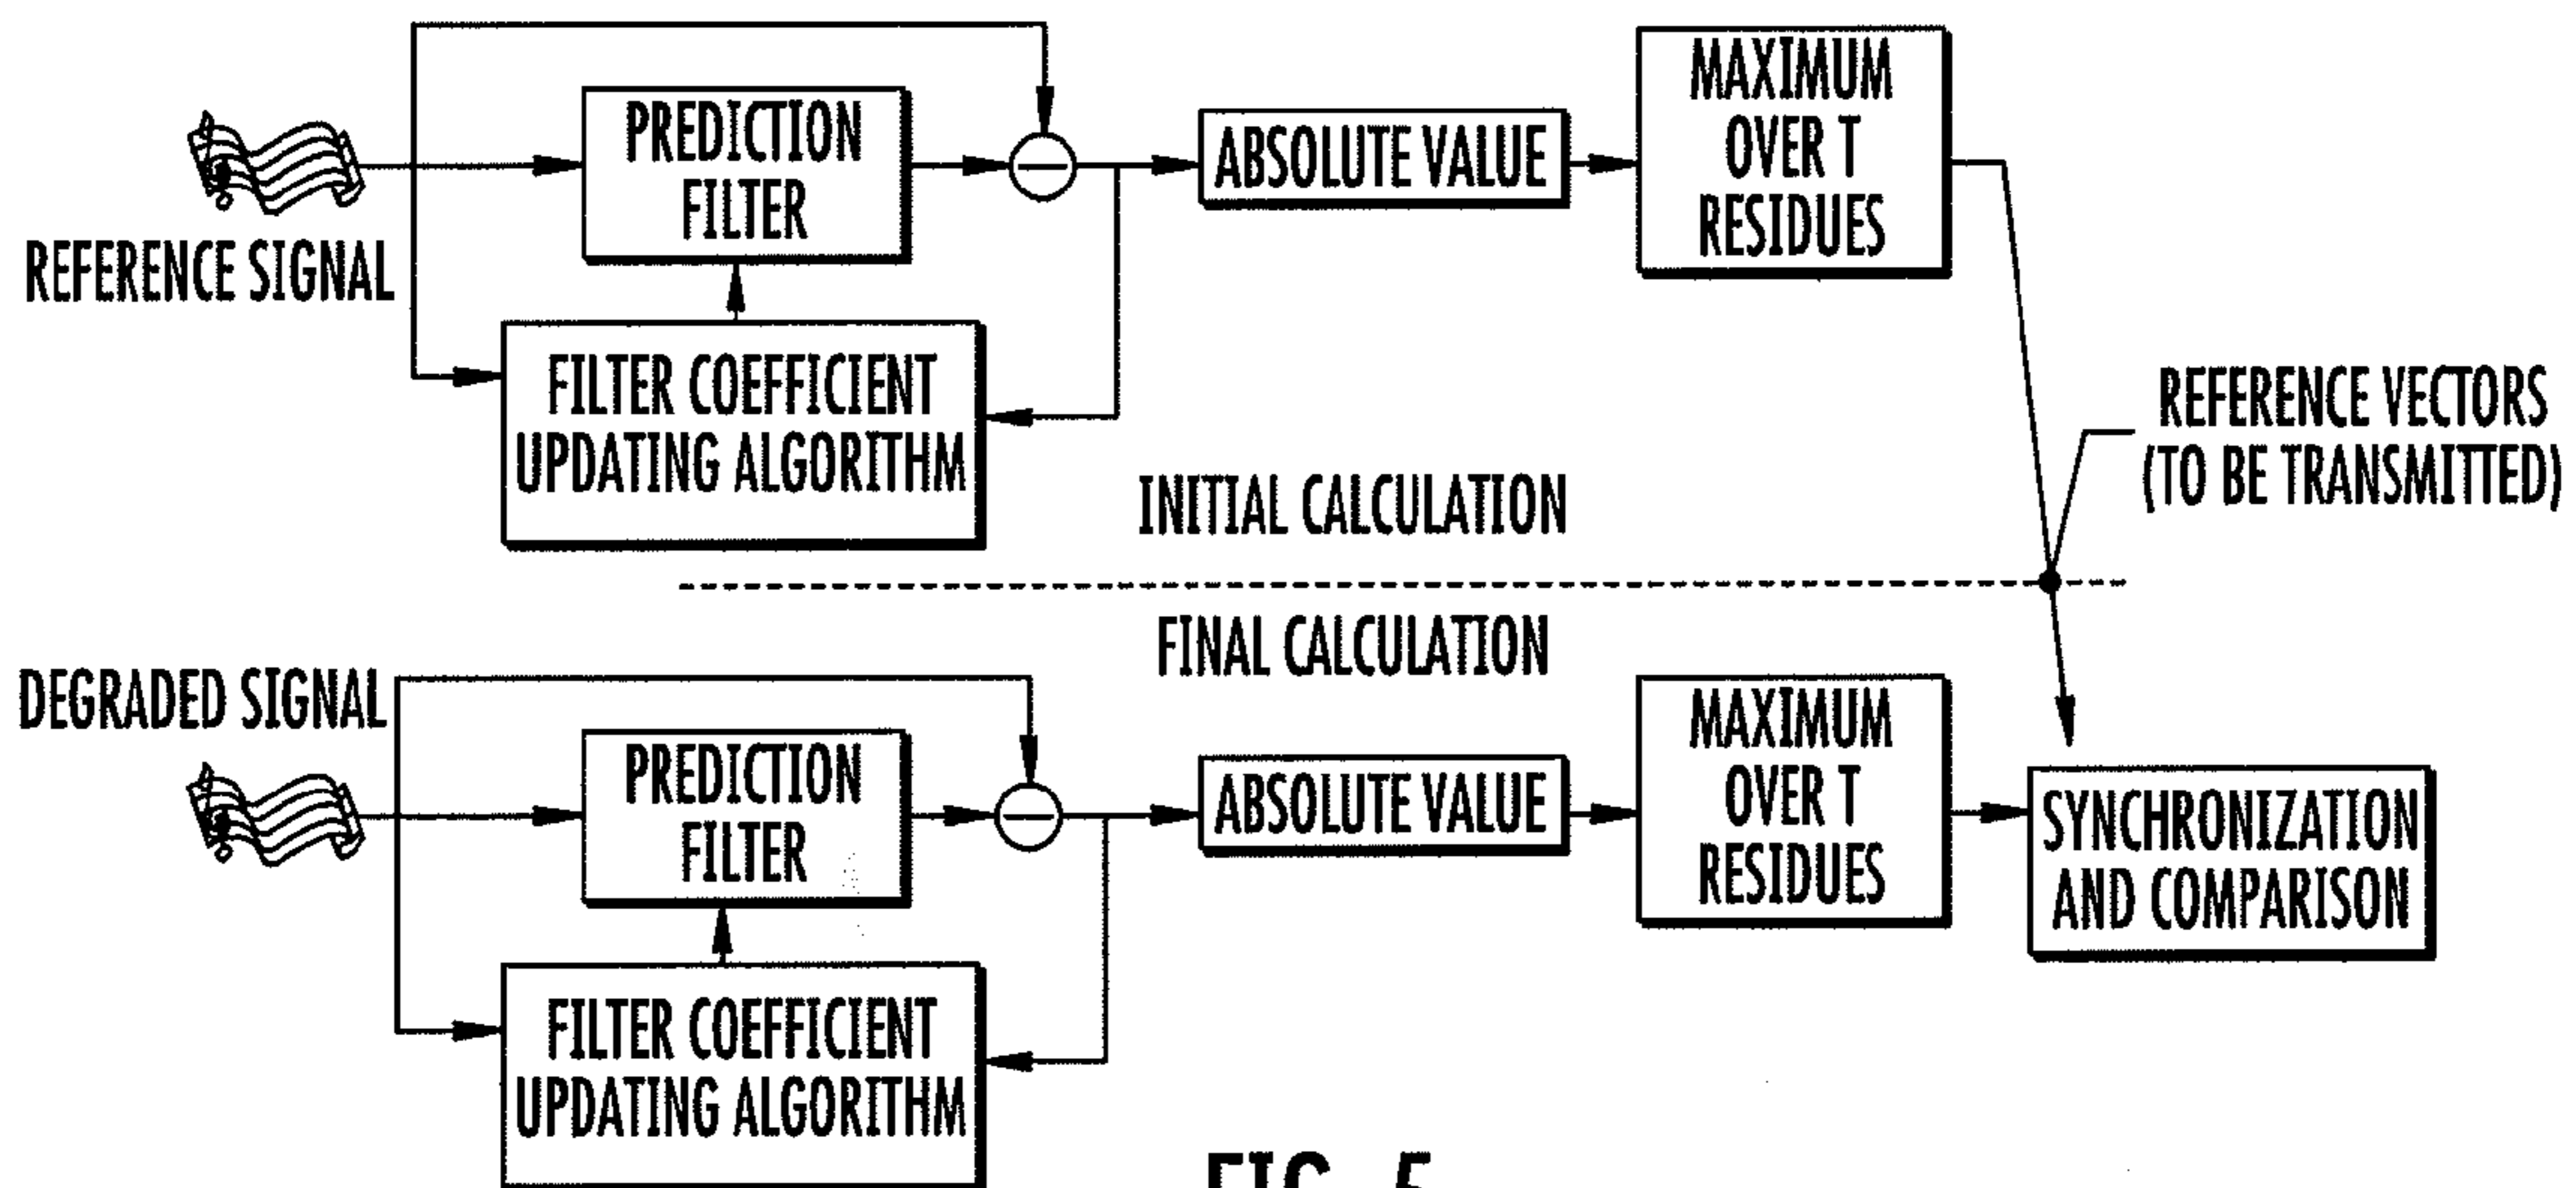 REFERENCE SIGNAL
PREDICTION
FILTER
FILTER COEFFICIENT
UPDATING ALGORITHM
ABSOLUTE VALUE
MAXIMUM
OVER T
RESIDUES
REFERENCE VECTORS
(TO BE TRANSMITTED)
INITIAL CALCULATION
FINAL CALCULATION
DEGRADED SIGNAL
PREDICTION
FILTER
FILTER COEFFICIENT
UPDATING ALGORITHM
ABSOLUTE VALUE
MAXIMUM
OVER T
RESIDUES
SYNCHRONIZATION
AND COMPARISON
FIG. 5